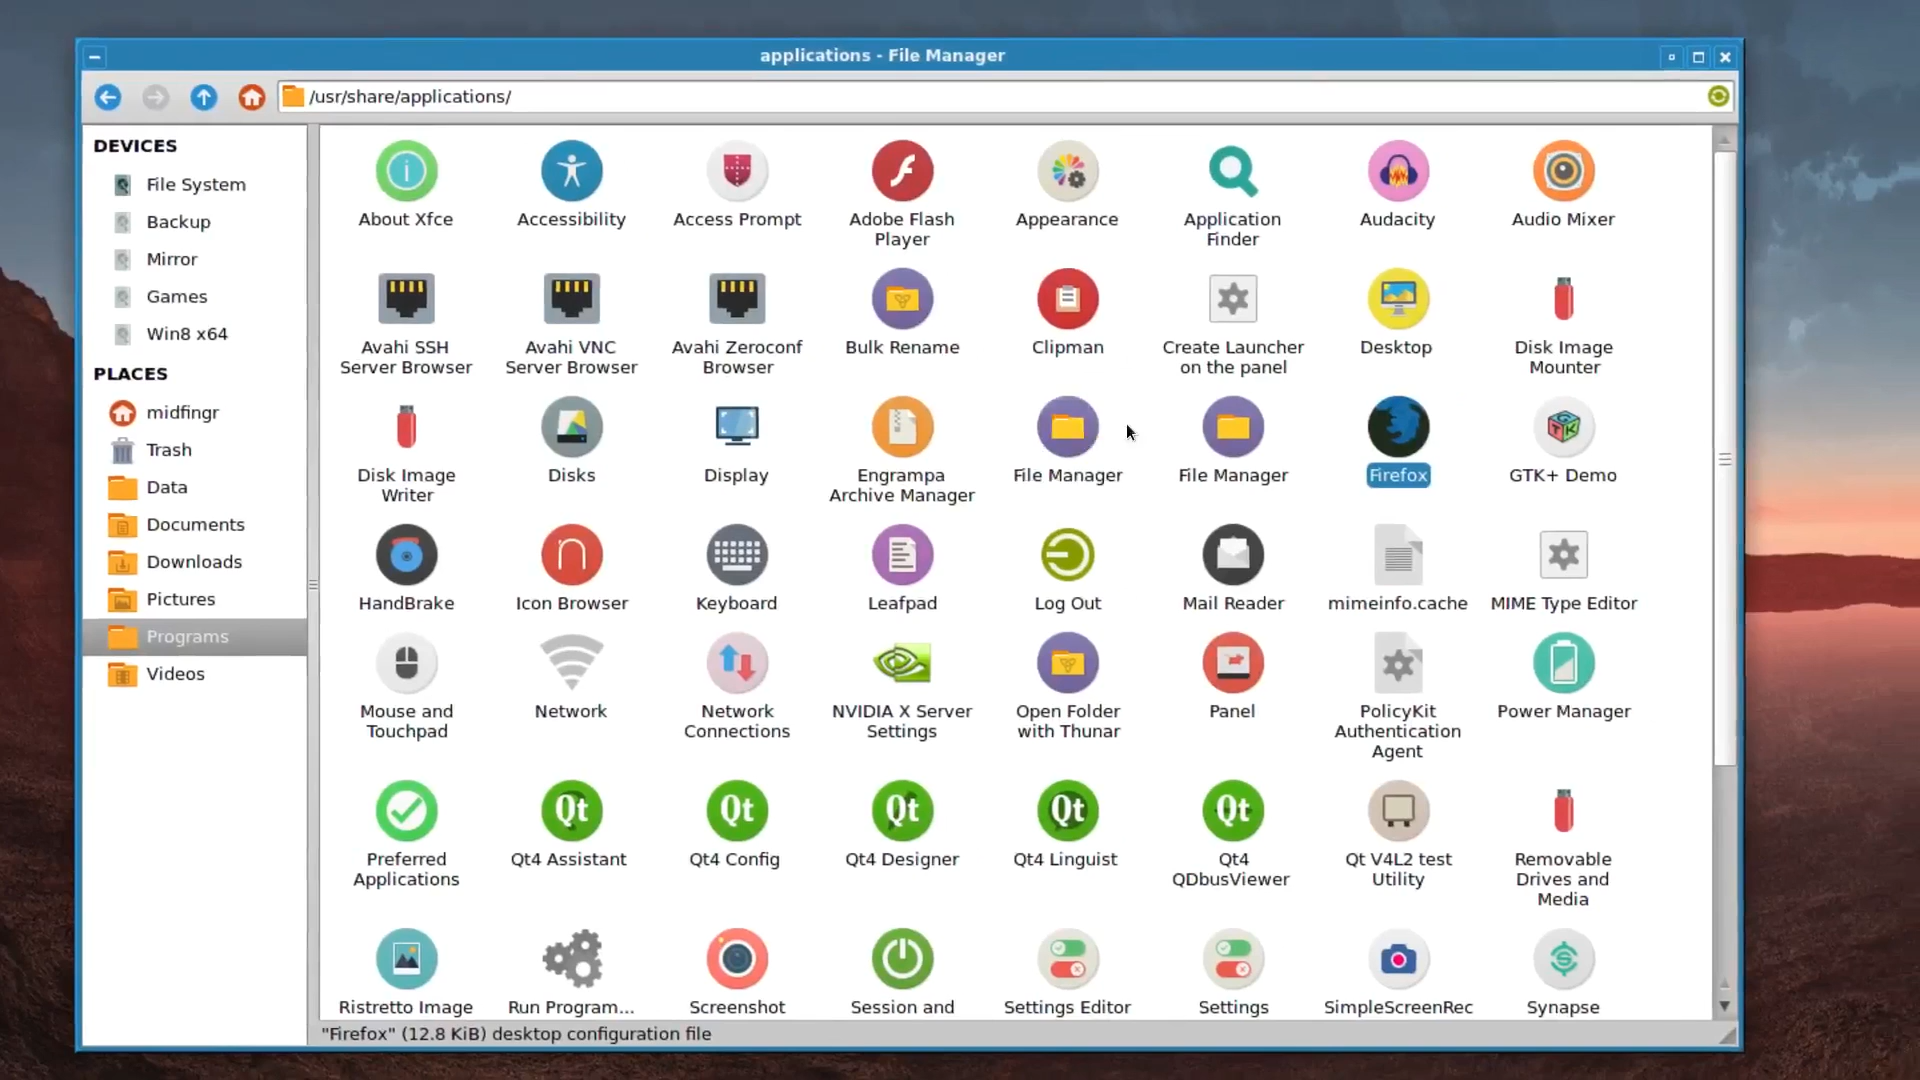 applications - File Manager
/usr/share/applications/
DEVICES
File System
Backup
Mirror
Games
Win8 x64
PLACES
midfingr
Trash
Data
Documents
Downloads
Pictures
Programs
Videos
About Xfce
Accessibility
Access Prompt
Adobe Flash
Player
Appearance
Application
Finder
Audacity
Audio Mixer
Avahi SSH
Server Browser
Avahi VNC
Server Browser
Avahi Zeroconf
Browser
Bulk Rename
Clipman
Create Launcher
on the panel
Desktop
Disk Image
Mounter
Disk Image
Writer
Disks
Display
Engrampa
Archive Manager
File Manager
File Manager
Firefox
GTK
GTK+ Demo
HandBrake
Icon Browser
Keyboard
Leafpad
Log Out
Mail Reader
mimeinfo.cache
MIME Type Editor
Mouse and
Touchpad
Network
Network
Connections
NVIDIA X Server
Settings
Open Folder
with Thunar
Panel
PolicyKit
Authentication
Agent
Power Manager
Preferred
Applications
Qt
Qt4 Assistant
Qt
Qt4 Config
Qt
Qt4 Designer
Qt
Qt4 Linguist
Qt
Qt4
QDbusViewer
Qt V4L2 test
Utility
Removable
Drives and
Media
Ristretto Image
Run Program...
Screenshot
Session and
Settings Editor
Settings
SimpleScreenRec
Synapse
"Firefox" (12.8 KiB) desktop configuration file